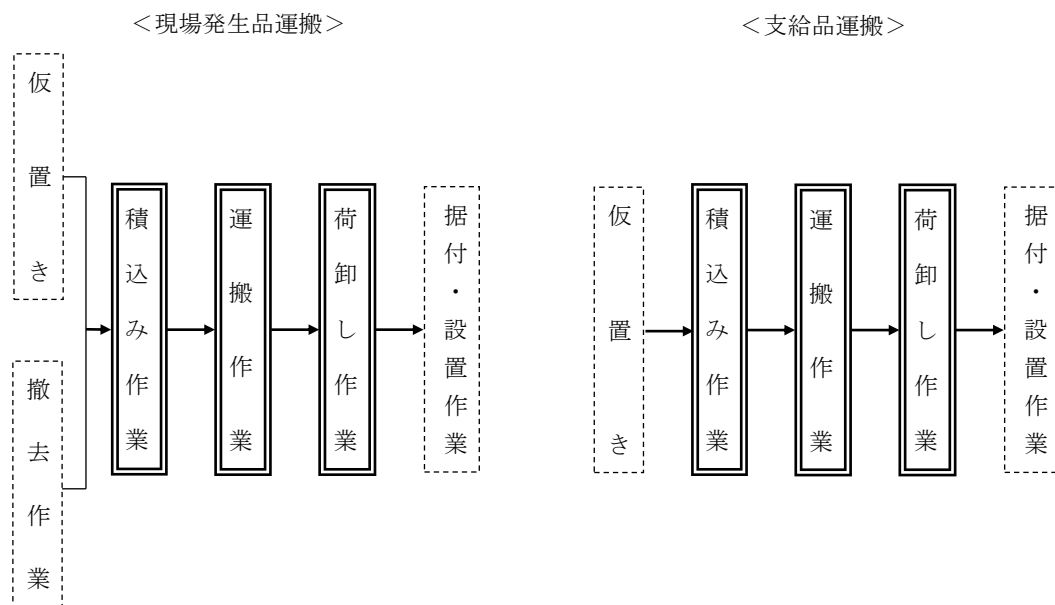 ＜現場発生品運搬＞
仮置き
撤去作業
積込み作業
運搬作業
荷卸し作業
据付・設置作業
＜支給品運搬＞
仮置き
積込み作業
運搬作業
荷卸し作業
据付・設置作業